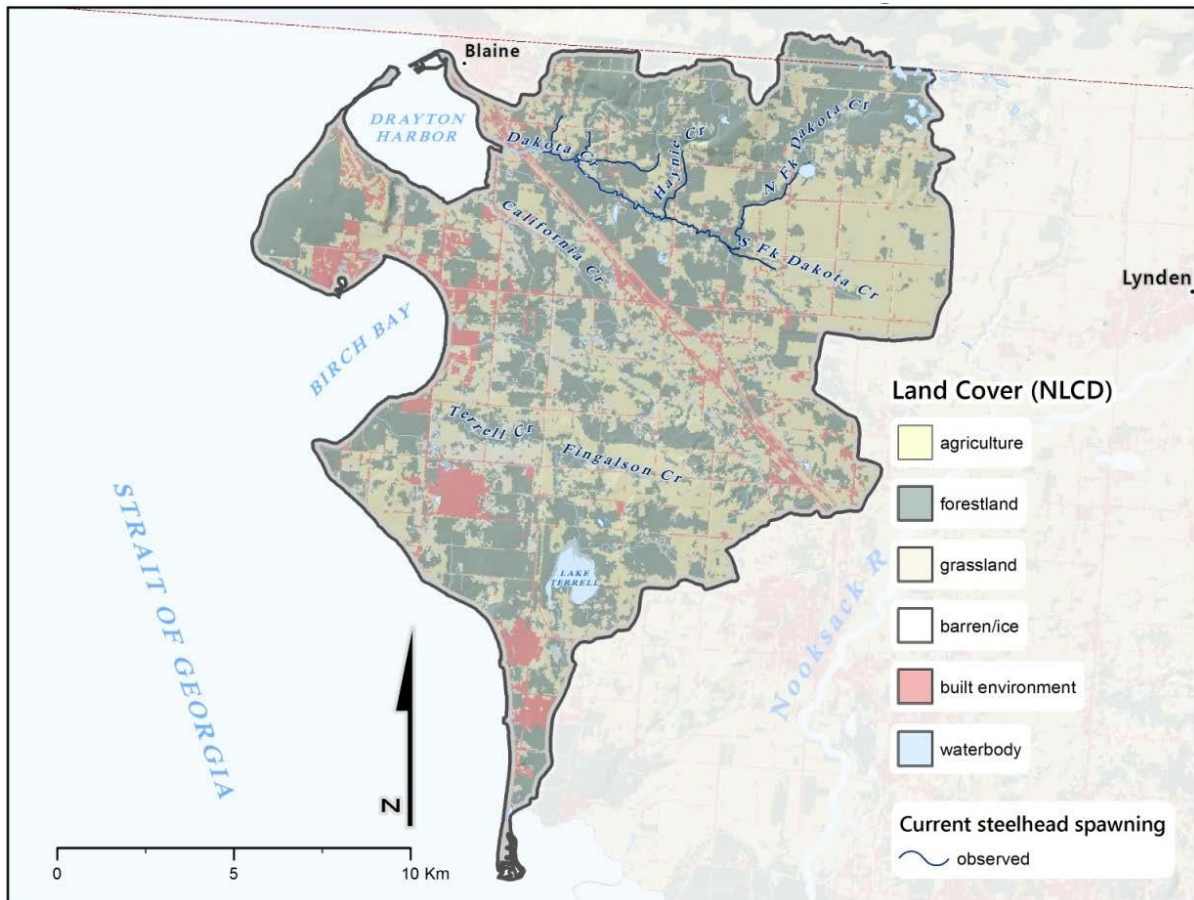 Blaine
DRAYTON
HARBOR
Dakota Cr
Haynie Cr
N Fk Dakota Cr
S Fk Dakota Cr
California Cr
Lynden
BIRCH BAY
Terrell Cr
Fingalson Cr
LAKE
TERRELL
STRAIT OF GEORGIA
Nooksack R
N
0 5 10 Km
Land Cover (NLCD)
agriculture
forestland
grassland
barren/ice
built environment
waterbody
Current steelhead spawning
observed